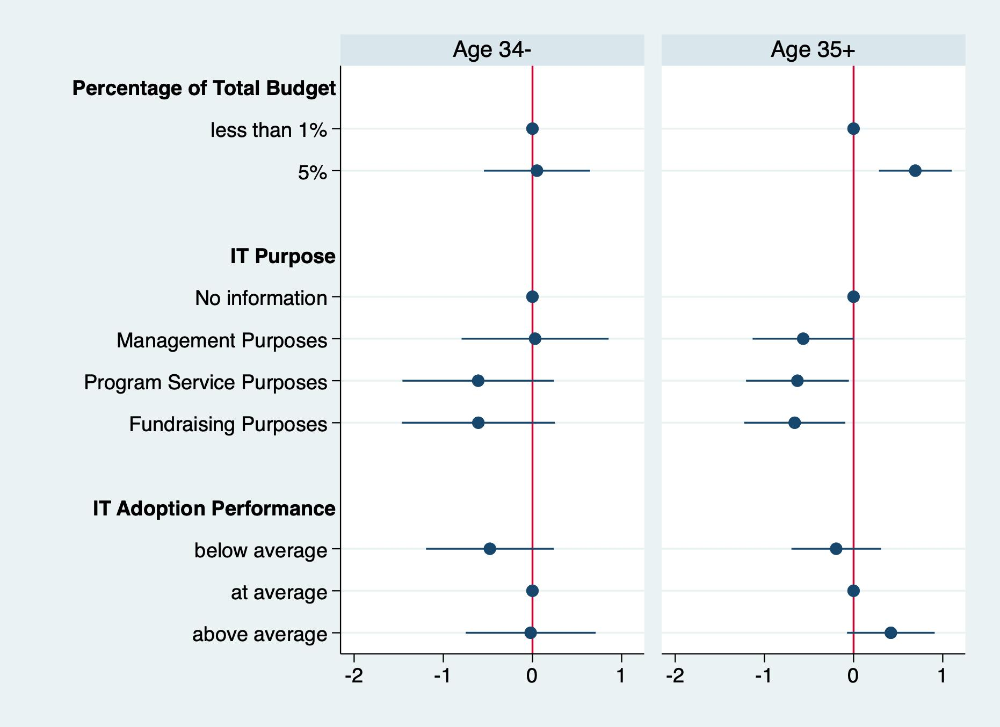 Age 34-
Age 35+
Percentage of Total Budget
less than 1%
5%
IT Purpose
No information
Management Purposes
Program Service Purposes
Fundraising Purposes
IT Adoption Performance
below average
at average
above average
-2 -1 0 1
-2 -1 0 1